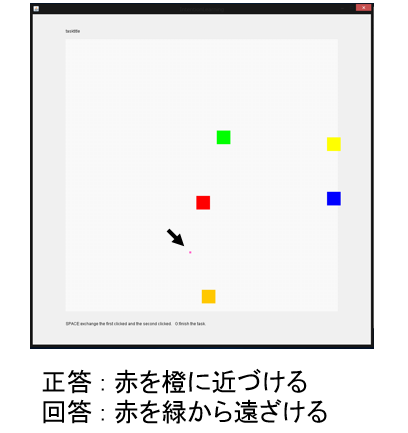 SPACE:exchange the first clicked and the second clicked. 0:finish the task.
正答：赤を橙に近づける
回答：赤を緑から遠ざける